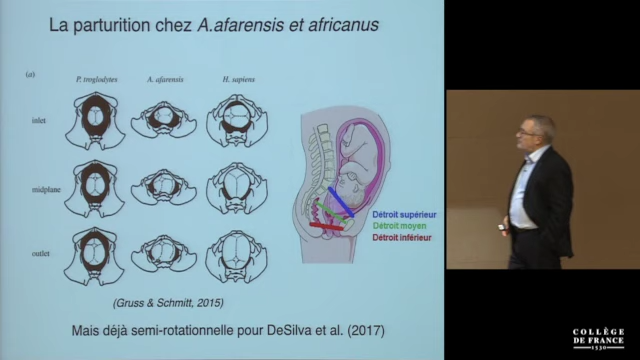 La parturition chez A.afarensis et africanus
(a)
P. troglodytes
A. afarensis
H. sapiens
inlet
midplane
outlet
Détroit supérieur
Détroit moyen
Détroit inférieur
(Gruss & Schmitt, 2015)
Mais déjà semi-rotationnelle pour DeSilva et al. (2017)
COLLÈGE
DE FRANCE
1530